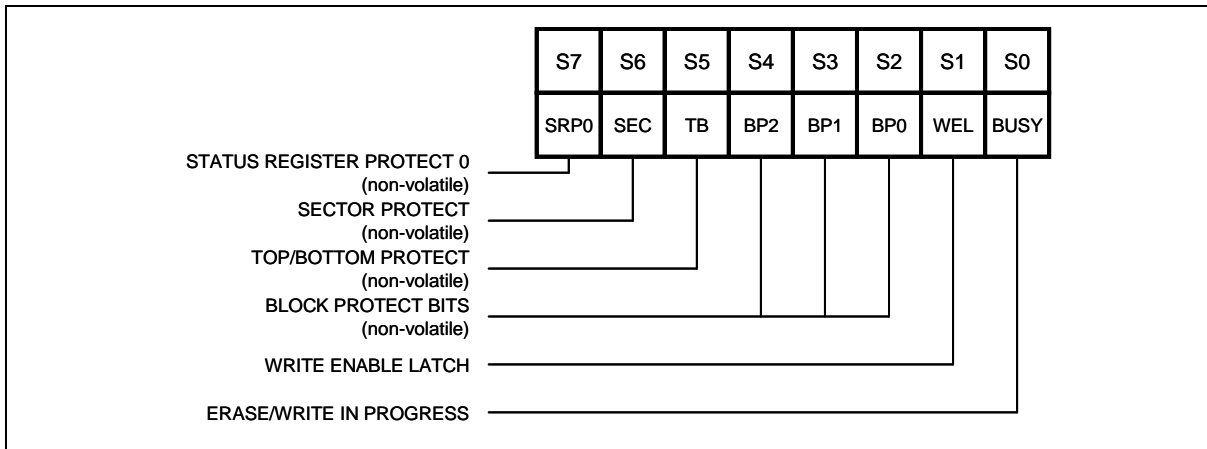 S7 S6 S5 S4 S3 S2 S1 S0
SRP0 SEC TB BP2 BP1 BP0 WEL BUSY
STATUS REGISTER PROTECT 0
(non-volatile)
SECTOR PROTECT
(non-volatile)
TOP/BOTTOM PROTECT
(non-volatile)
BLOCK PROTECT BITS
(non-volatile)
WRITE ENABLE LATCH
ERASE/WRITE IN PROGRESS